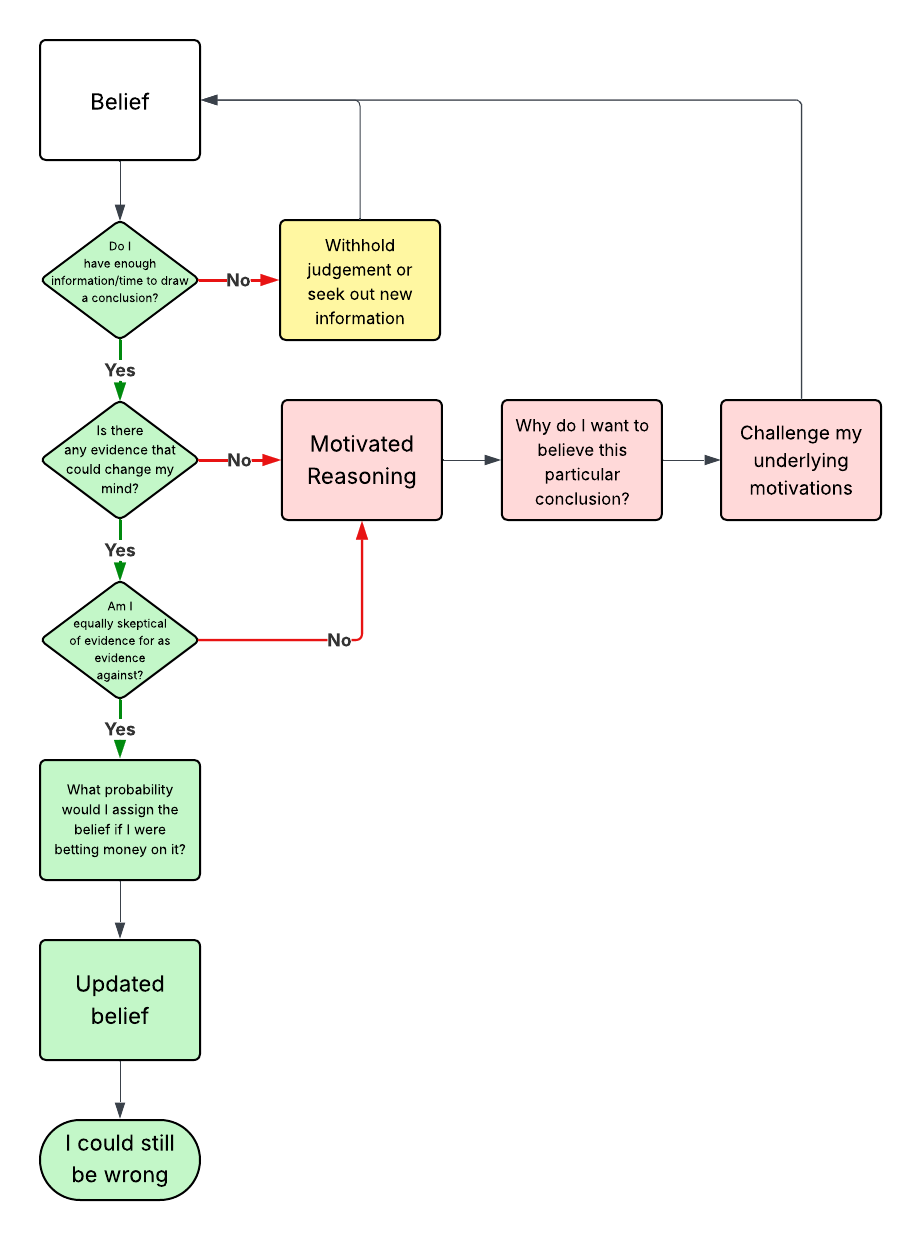 Belief
Do I
have enough
information/time to draw
a conclusion?
No
Withhold
judgement or
seek out new
information
Yes
Is there
any evidence that
could change my
mind?
No
Motivated
Reasoning
Why do I want to
believe this
particular
conclusion?
Challenge my
underlying
motivations
Yes
Am I
equally skeptical
of evidence for as
evidence
against?
No
Yes
What probability
would I assign the
belief if I were
betting money on it?
Updated
belief
I could still
be wrong